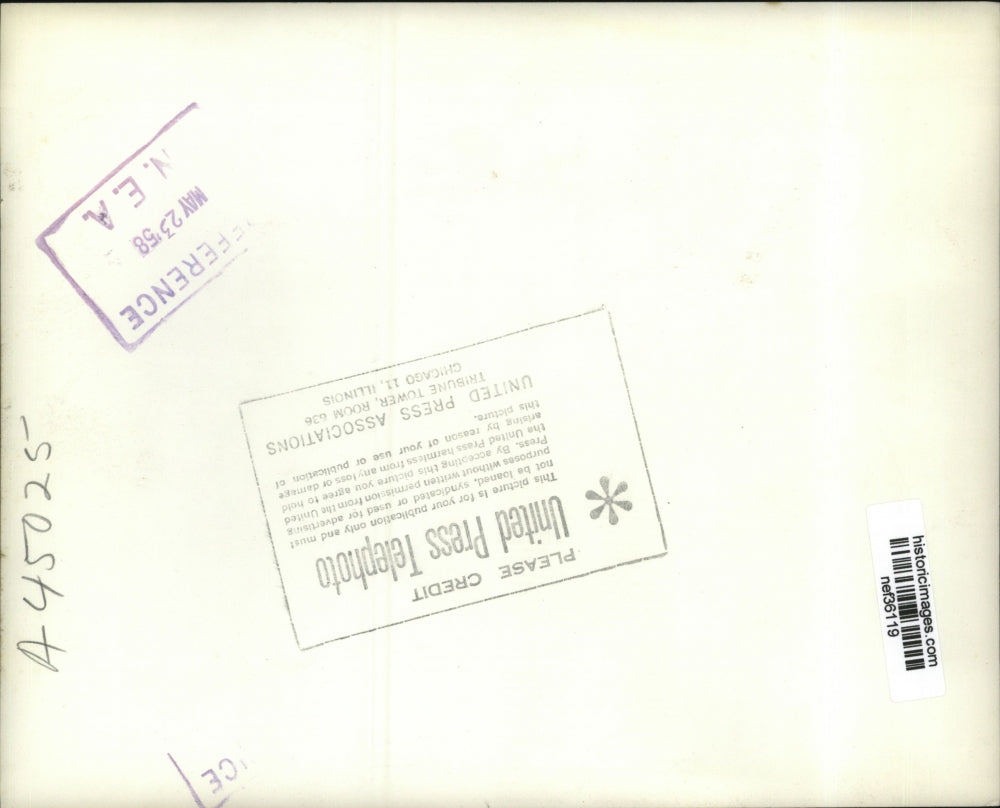 N. E. A.
MAY 23 '58
REFERENCE
PLEASE CREDIT
United Press Telephoto
This picture is for your publication only and must
not be loaned, syndicated or used for advertising
purposes without written permission from the United
Press. By accepting this picture you agree to hold
the United Press harmless from any loss or damage
arising by reason of your use or publication of
this picture.
UNITED PRESS ASSOCIATIONS
TRIBUNE TOWER, ROOM 636
CHICAGO 11, ILLINOIS
A-45025
historicimages.com
nef36119
CE